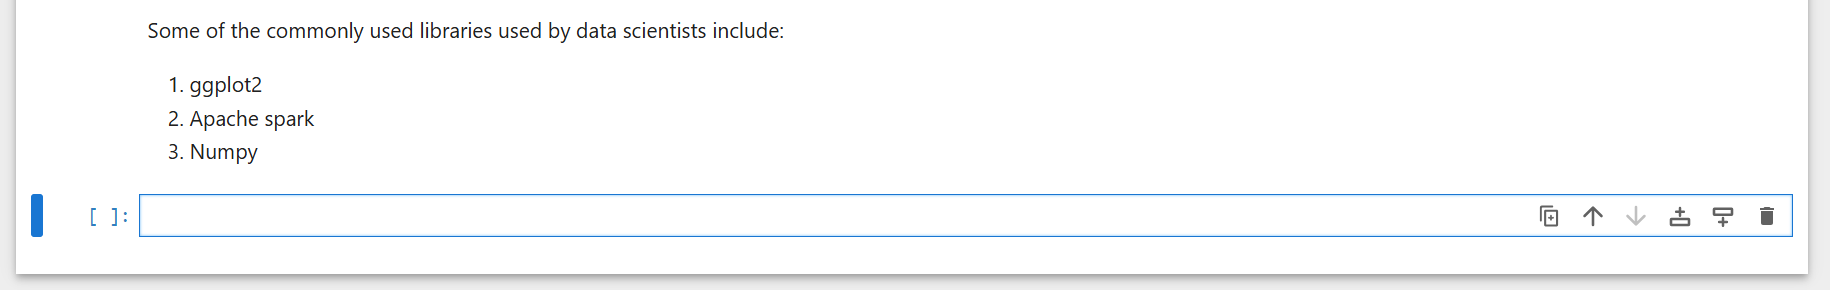 Some of the commonly used libraries used by data scientists include:
1. ggplot2
2. Apache spark
3. Numpy
[ ]: